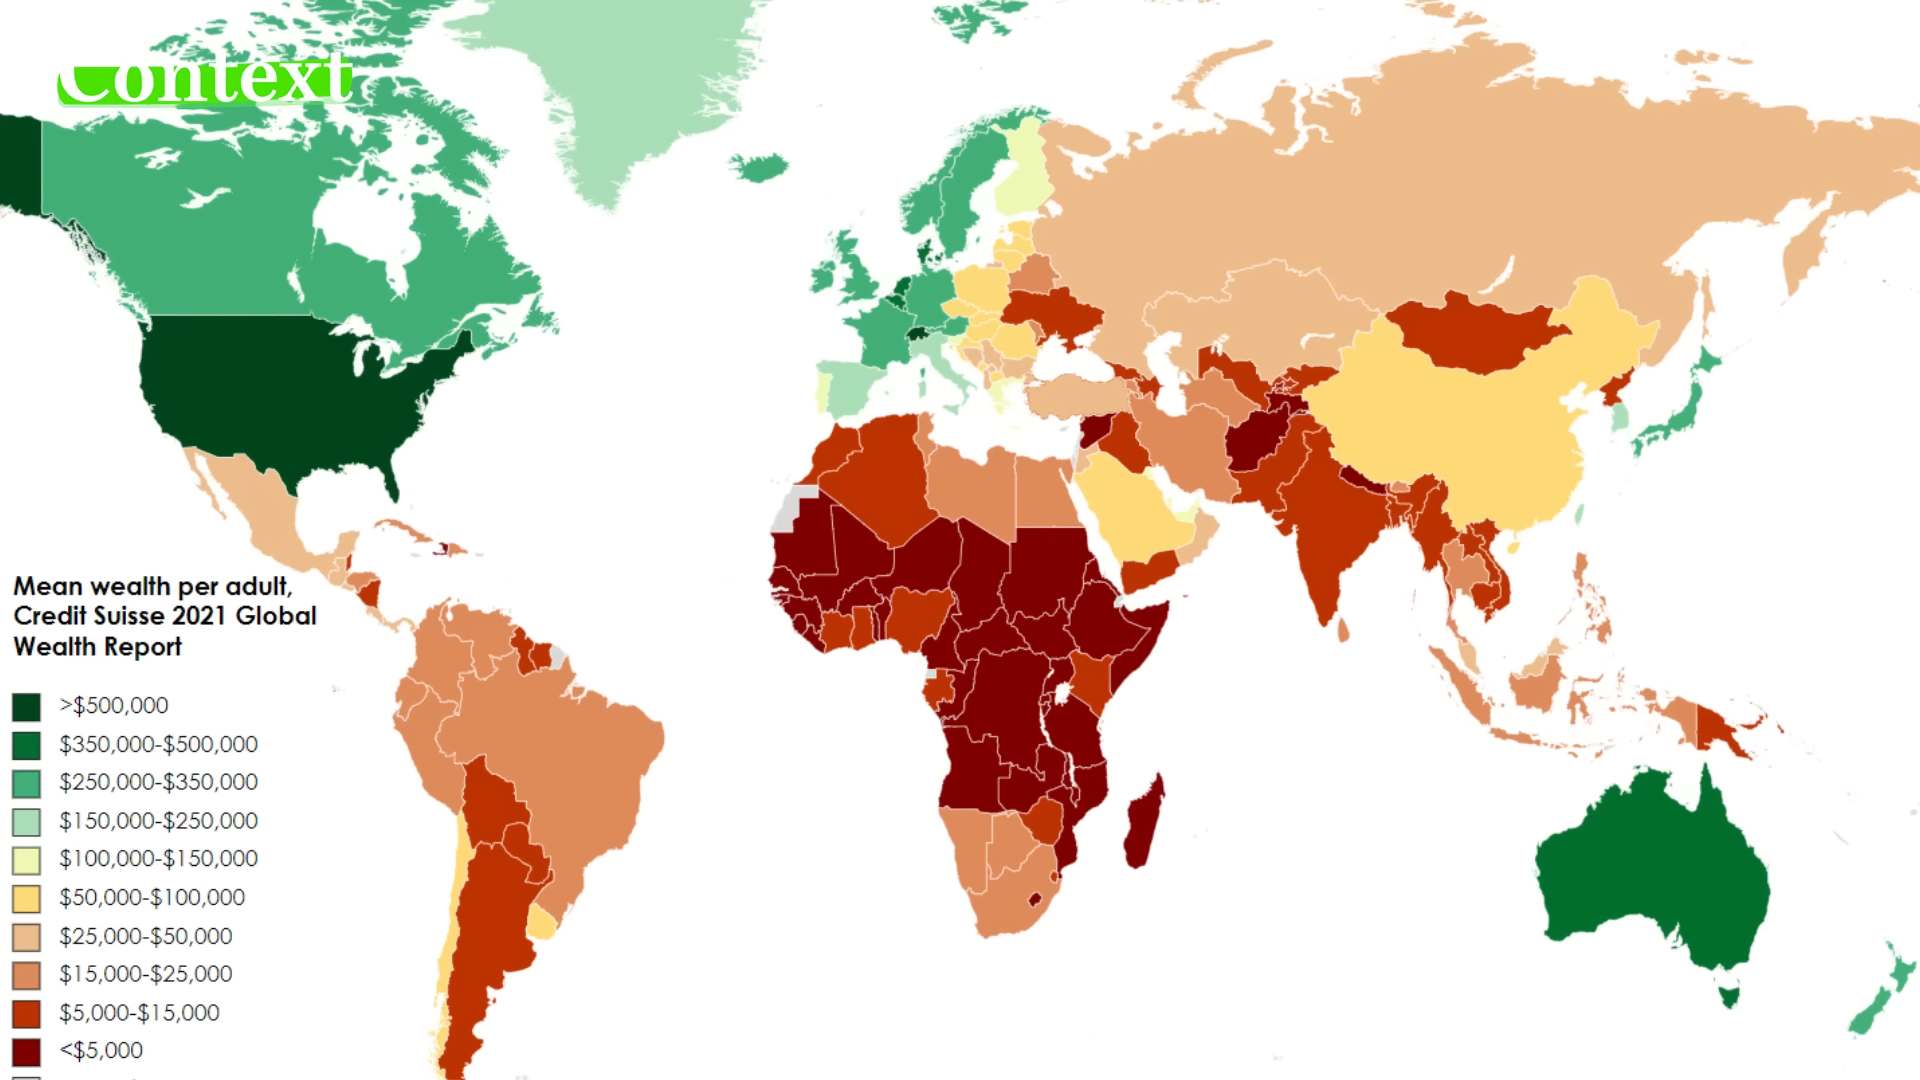 Context
Mean wealth per adult,
Credit Suisse 2021 Global
Wealth Report
>$500,000
$350,000-$500,000
$250,000-$350,000
$150,000-$250,000
$100,000-$150,000
$50,000-$100,000
$25,000-$50,000
$15,000-$25,000
$5,000-$15,000
<$5,000